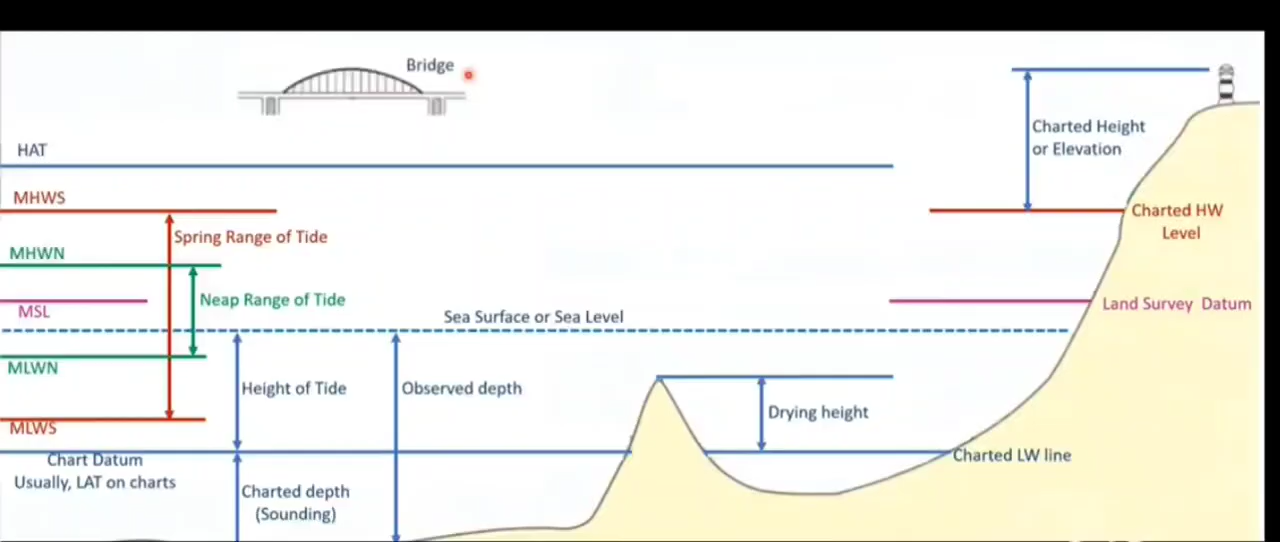 Bridge
HAT
Charted Height
or Elevation
MHWS
Charted HW
Level
Spring Range of Tide
MHWN
Neap Range of Tide
MSL
Land Survey Datum
Sea Surface or Sea Level
MLWN
Height of Tide
Observed depth
Drying height
MLWS
Chart Datum
Usually, LAT on charts
Charted LW line
Charted depth
(Sounding)